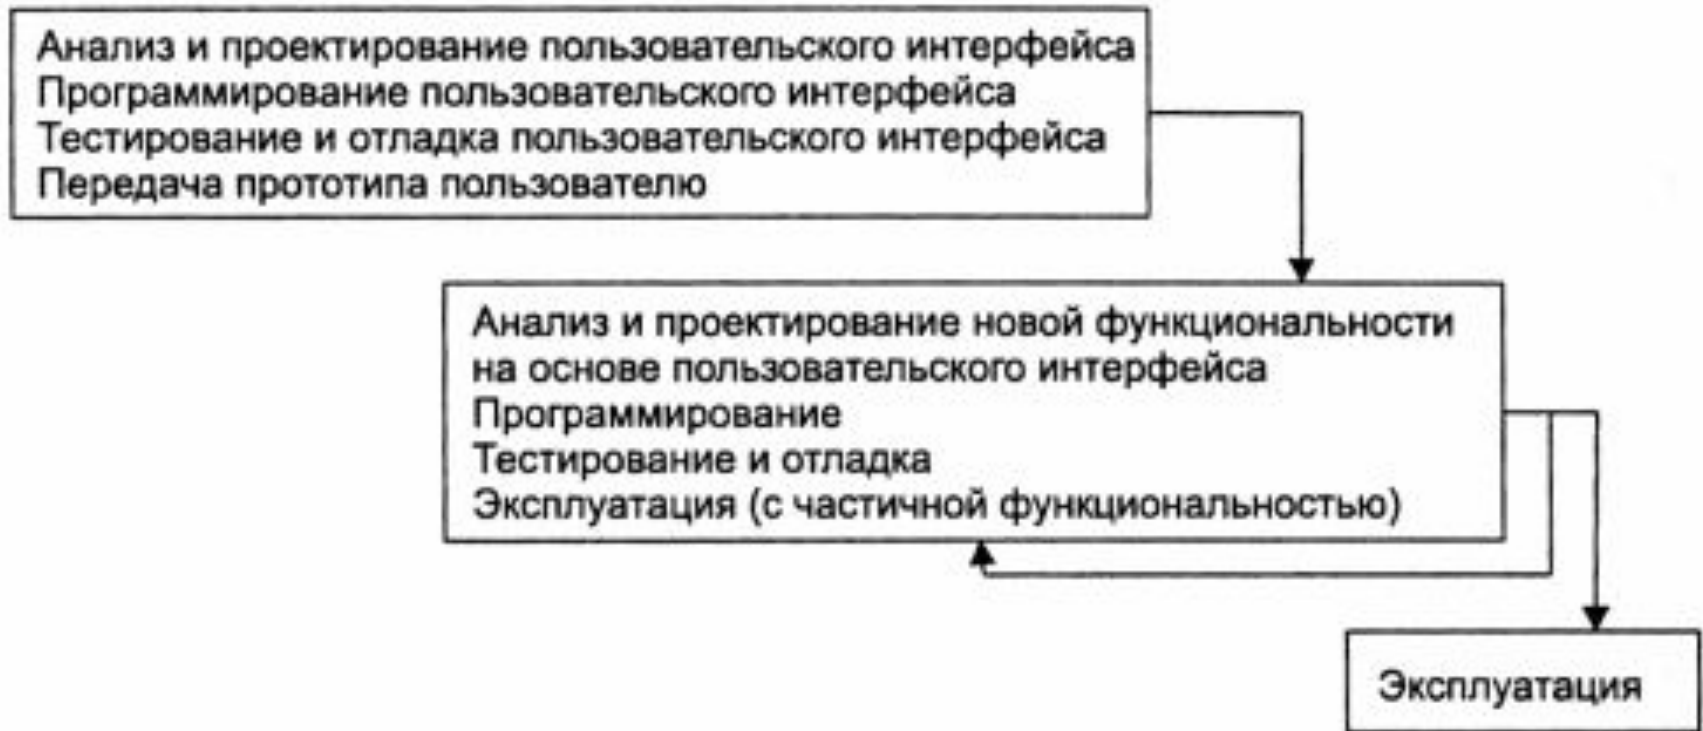 Анализ и проектирование пользовательского интерфейса
Программирование пользовательского интерфейса
Тестирование и отладка пользовательского интерфейса
Передача прототипа пользователю
Анализ и проектирование новой функциональности
на основе пользовательского интерфейса
Программирование
Тестирование и отладка
Эксплуатация (с частичной функциональностью)
Эксплуатация